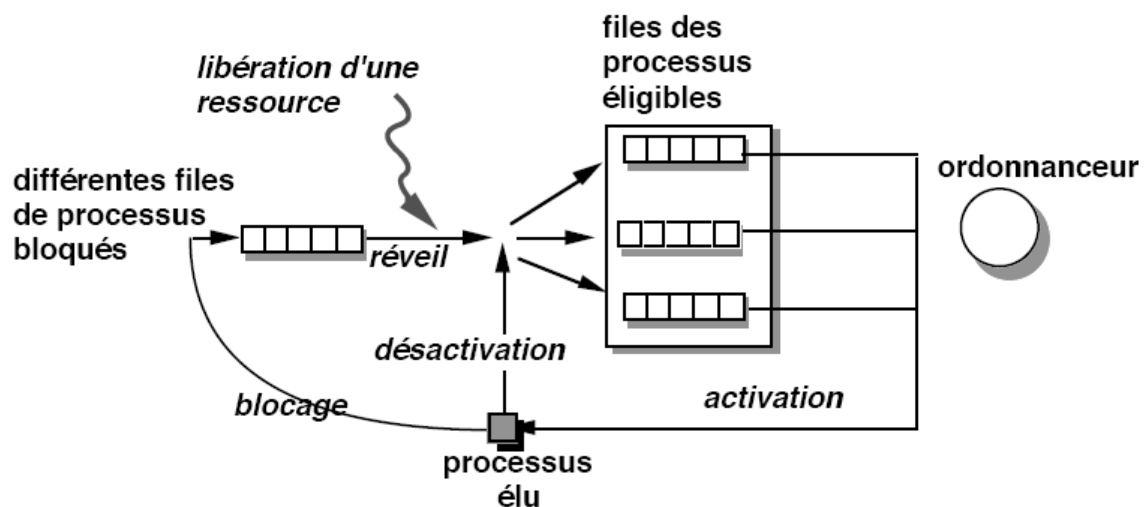 files des
processus
éligibles
libération d'une
ressource
ordonnanceur
différentes files
de processus
bloqués
réveil
désactivation
blocage
activation
processus
élu